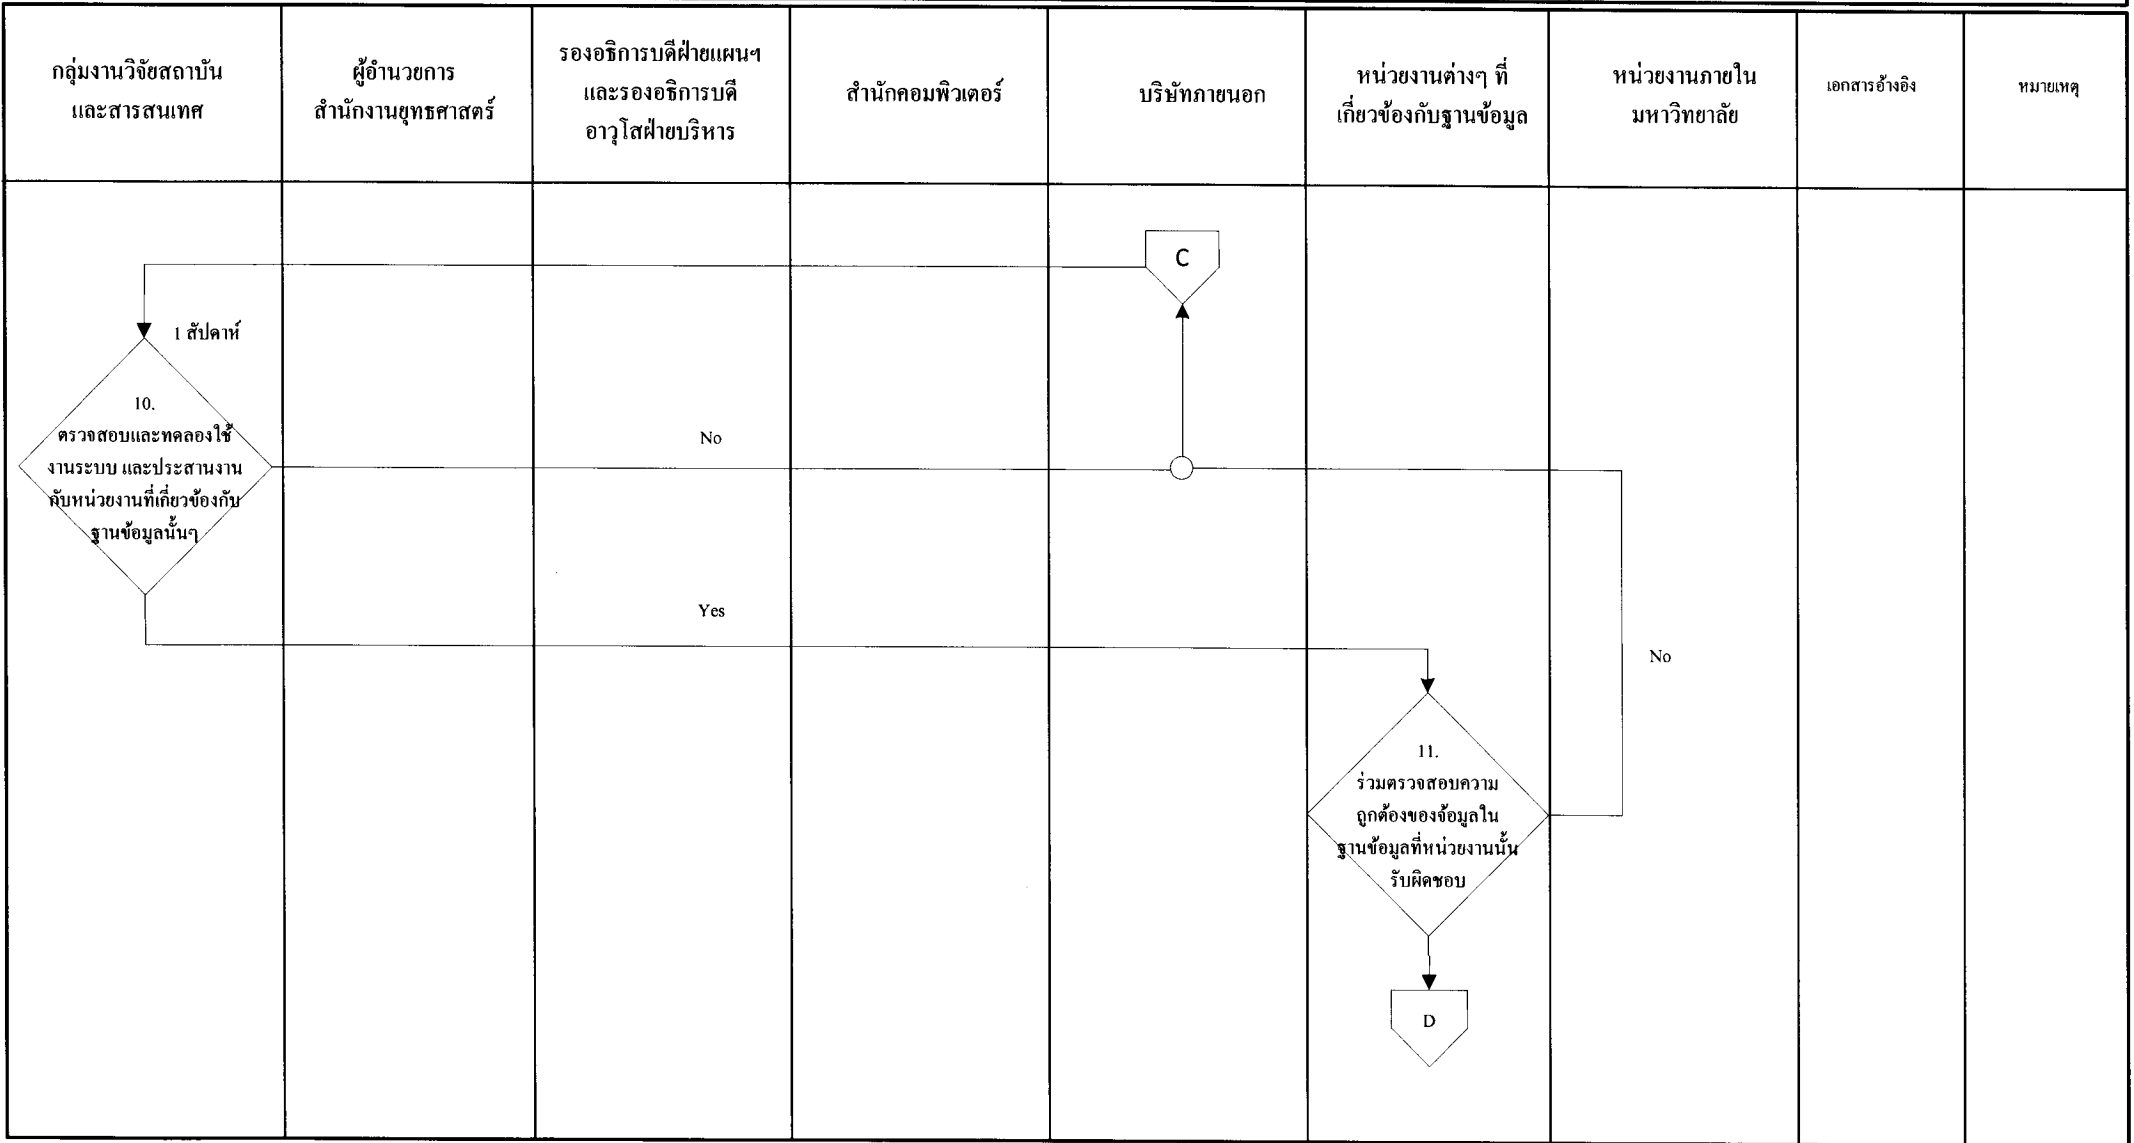 กลุ่มงานวิจัยสถาบัน
และสารสนเทศ
ผู้อำนวยการ
สำนักงานยุทธศาสตร์
รองอธิการบดีฝ่ายแผนฯ
และรองอธิการบดี
อาวุโสฝ่ายบริหาร
สำนักคอมพิวเตอร์
บริษัทภายนอก
หน่วยงานต่างๆ ที่
เกี่ยวข้องกับฐานข้อมูล
หน่วยงานภายใน
มหาวิทยาลัย
เอกสารอ้างอิง
หมายเหตุ
C
1 สัปดาห์
10.
ตรวจสอบและทดลองใช้
งานระบบ และประสานงาน
กับหน่วยงานที่เกี่ยวข้องกับ
ฐานข้อมูลนั้นๆ
No
Yes
No
11.
ร่วมตรวจสอบความ
ถูกต้องของข้อมูลใน
ฐานข้อมูลที่หน่วยงานนั้น
รับผิดชอบ
D